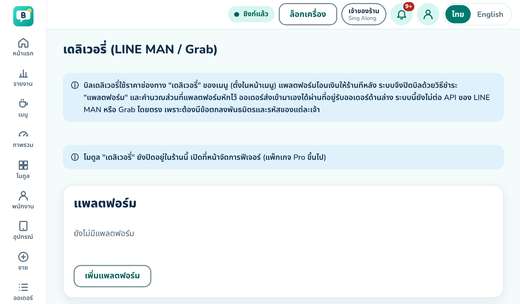 B
ซิงก์แล้ว
ล็อกเครื่อง
เจ้าของร้าน
Sing Along
9+
ไทย
English
หน้าแรก
รายงาน
เมนู
ภาพรวม
โมดูล
พนักงาน
อุปกรณ์
ขาย
ออเดอร์
เดลิเวอรี่ (LINE MAN / Grab)
บิลเดลิเวอรี่ใช้ราคาช่องทาง "เดลิเวอรี่" ของเมนู (ตั้งในหน้าเมนู) แพลตฟอร์มโอนเงินให้ร้านทีหลัง ระบบจึงปิดบิลด้วยวิธีชำระ
"แพลตฟอร์ม" และคำนวณส่วนที่แพลตฟอร์มหักไว้ ออเดอร์ส่งเข้ามาเองได้ผ่านที่อยู่รับออเดอร์ด้านล่าง ระบบนี้ยังไม่ต่อ API ของ LINE
MAN หรือ Grab โดยตรง เพราะต้องมีข้อตกลงพันธมิตรและรหัสของแต่ละเจ้า
โมดูล "เดลิเวอรี่" ยังปิดอยู่ในร้านนี้ เปิดที่หน้าจัดการฟีเจอร์ (แพ็กเกจ Pro ขึ้นไป)
แพลตฟอร์ม
ยังไม่มีแพลตฟอร์ม
เพิ่มแพลตฟอร์ม